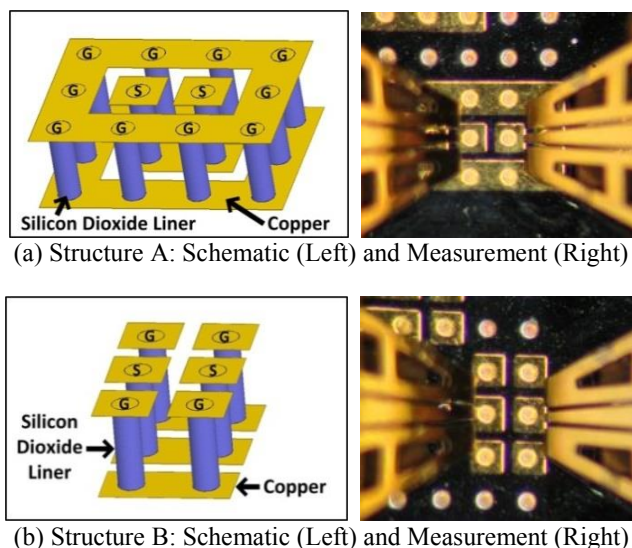 G G G G
G S S G
G G G G
Silicon Dioxide Liner Copper
(a) Structure A: Schematic (Left) and Measurement (Right)
G G
S S
G G
Silicon
Dioxide
Liner
Copper
(b) Structure B: Schematic (Left) and Measurement (Right)